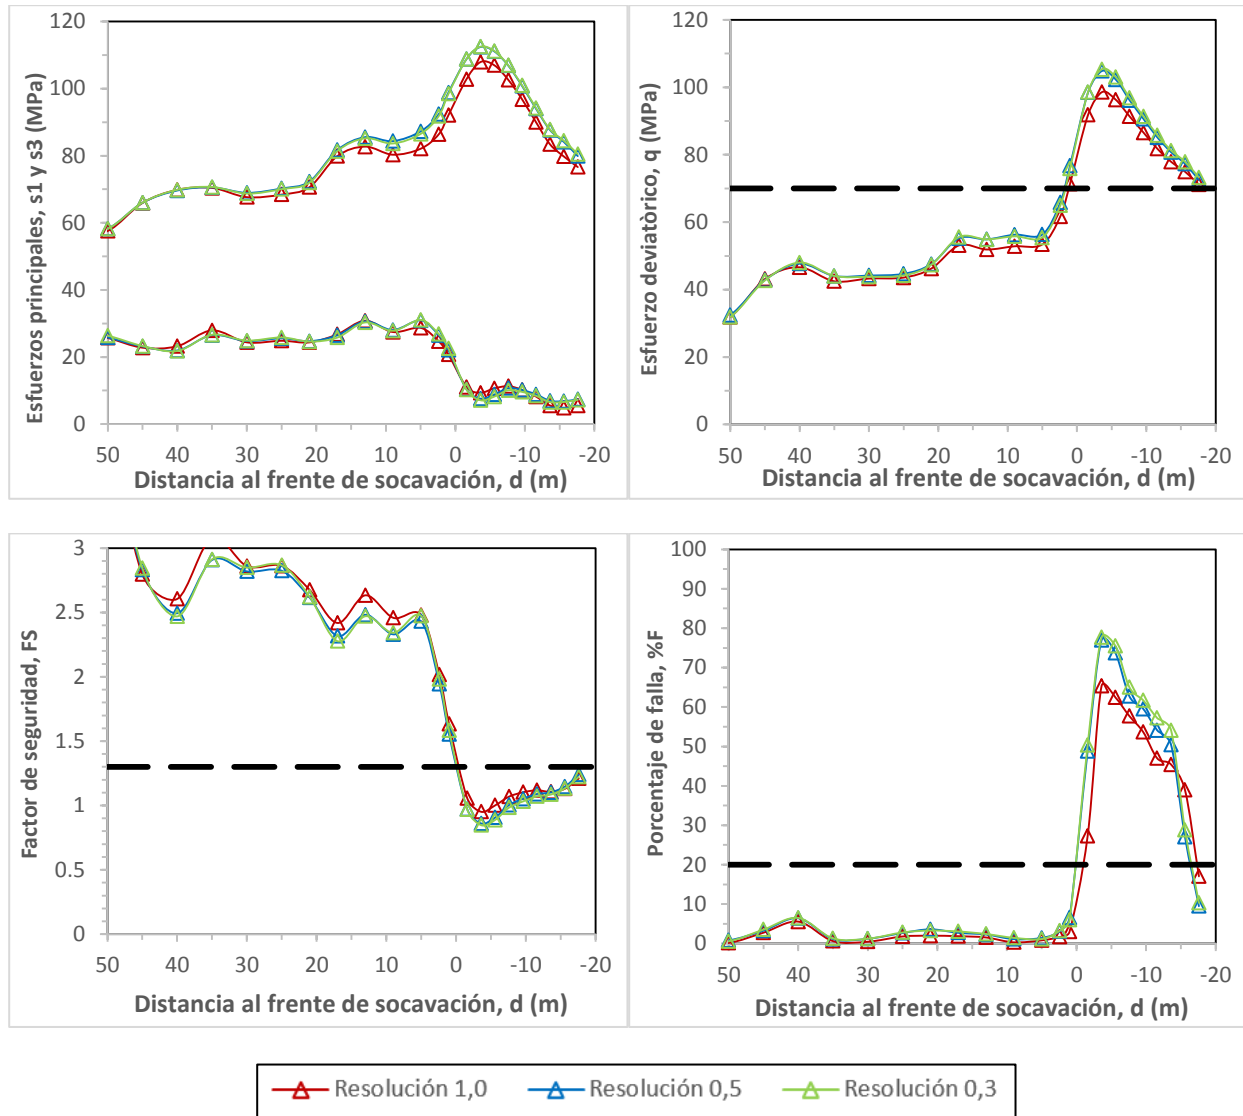 Esfuerzos principales, s1 y s3 (MPa)
120
100
80
60
40
20
0
50 40 30 20 10 0 -10 -20
Distancia al frente de socavación, d (m)
Esfuerzo deviatòrico, q (MPa)
120
100
80
60
40
20
0
50 40 30 20 10 0 -10 -20
Distancia al frente de socavación, d (m)
Factor de seguridad, FS
3
2.5
2
1.5
1
0.5
0
50 40 30 20 10 0 -10 -20
Distancia al frente de socavación, d (m)
Porcentaje de falla, %F
100
90
80
70
60
50
40
30
20
10
0
50 40 30 20 10 0 -10 -20
Distancia al frente de socavación, d (m)
Resolución 1,0 Resolución 0,5 Resolución 0,3